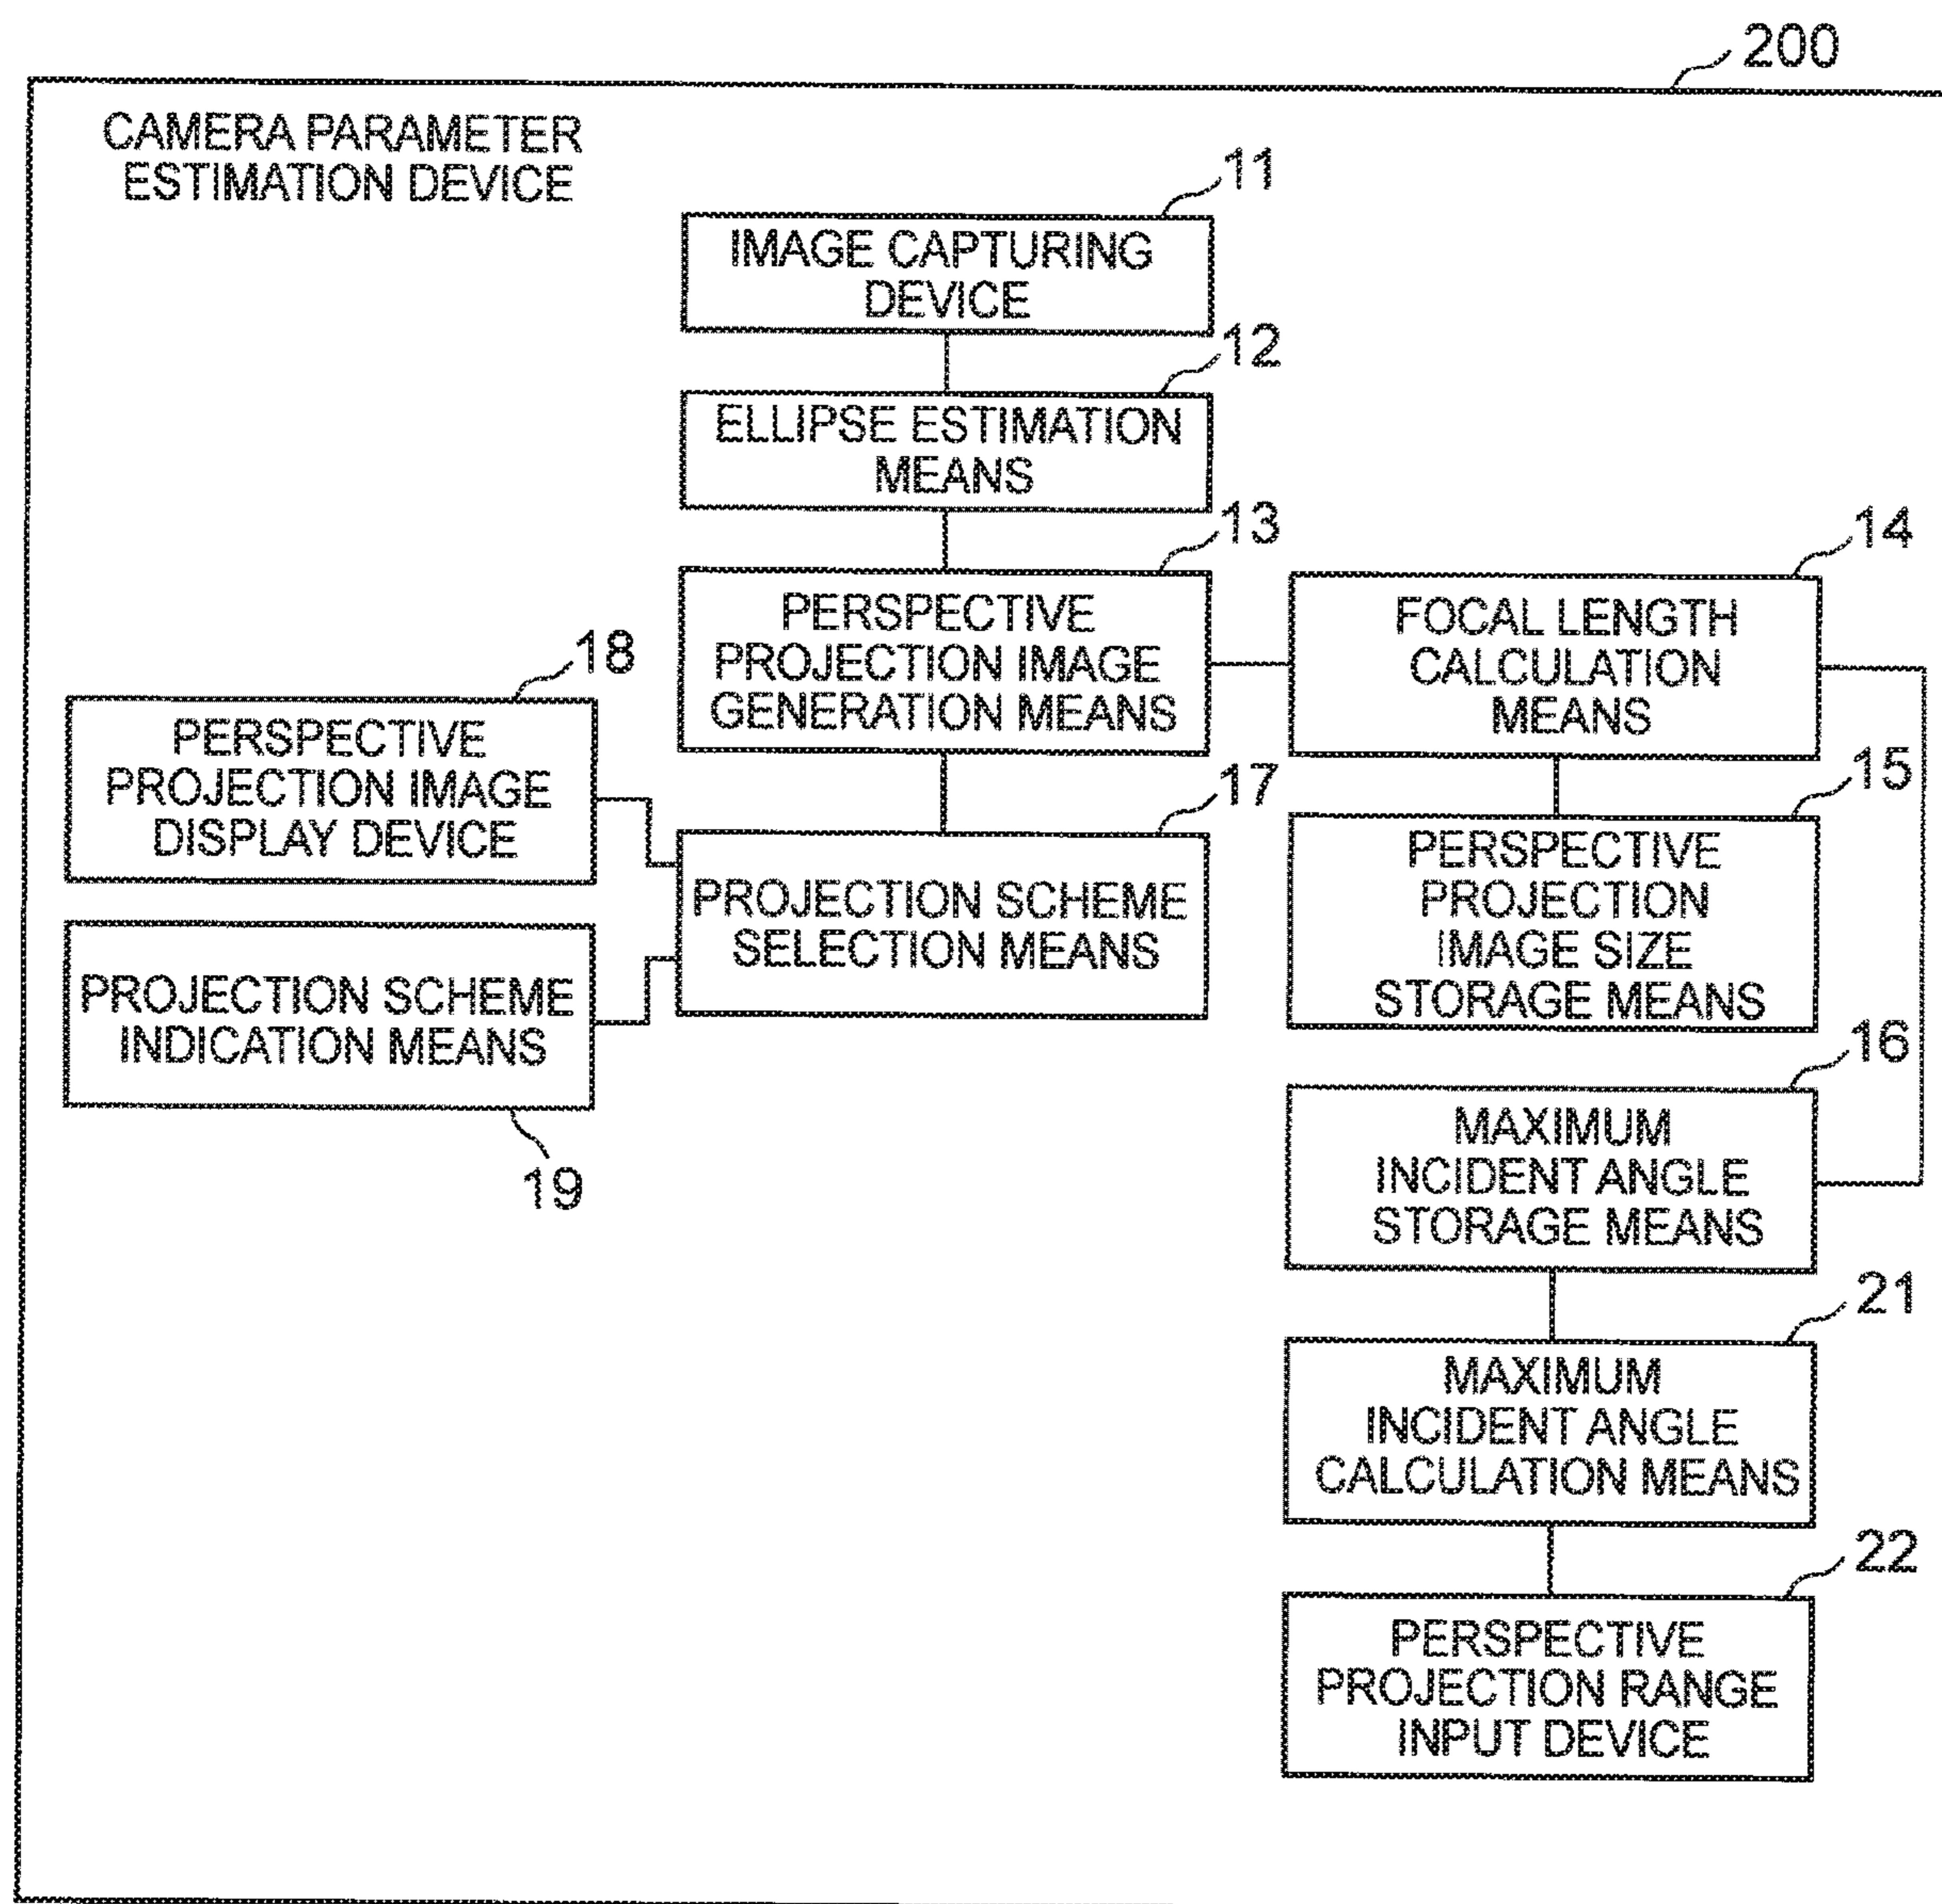 200
CAMERA PARAMETER
ESTIMATION DEVICE
11
IMAGE CAPTURING
DEVICE
12
ELLIPSE ESTIMATION
MEANS
13
PERSPECTIVE
PROJECTION IMAGE
GENERATION MEANS
14
FOCAL LENGTH
CALCULATION
MEANS
18
PERSPECTIVE
PROJECTION IMAGE
DISPLAY DEVICE
17
PROJECTION SCHEME
SELECTION MEANS
15
PERSPECTIVE
PROJECTION
IMAGE SIZE
STORAGE MEANS
PROJECTION SCHEME
INDICATION MEANS
19
16
MAXIMUM
INCIDENT ANGLE
STORAGE MEANS
21
MAXIMUM
INCIDENT ANGLE
CALCULATION MEANS
22
PERSPECTIVE
PROJECTION RANGE
INPUT DEVICE